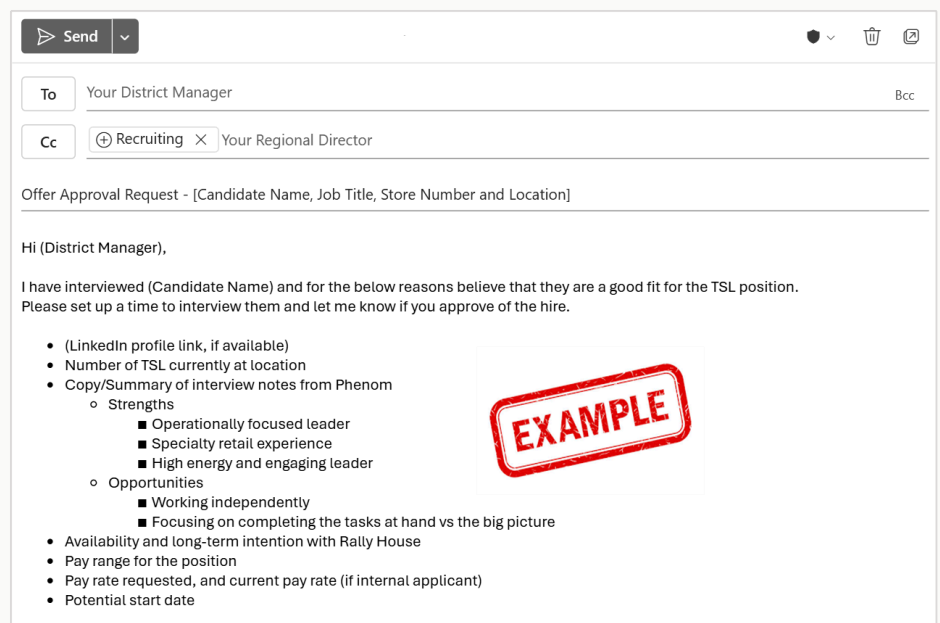 Send
To
Your District Manager
Bcc
Cc
Recruiting
Your Regional Director
Offer Approval Request - [Candidate Name, Job Title, Store Number and Location]
Hi (District Manager),
I have interviewed (Candidate Name) and for the below reasons believe that they are a good fit for the TSL position.
Please set up a time to interview them and let me know if you approve of the hire.
• (LinkedIn profile link, if available)
• Number of TSL currently at location
• Copy/Summary of interview notes from Phenom
o Strengths
▪ Operationally focused leader
▪ Specialty retail experience
▪ High energy and engaging leader
o Opportunities
▪ Working independently
▪ Focusing on completing the tasks at hand vs the big picture
• Availability and long-term intention with Rally House
• Pay range for the position
• Pay rate requested, and current pay rate (if internal applicant)
• Potential start date
EXAMPLE